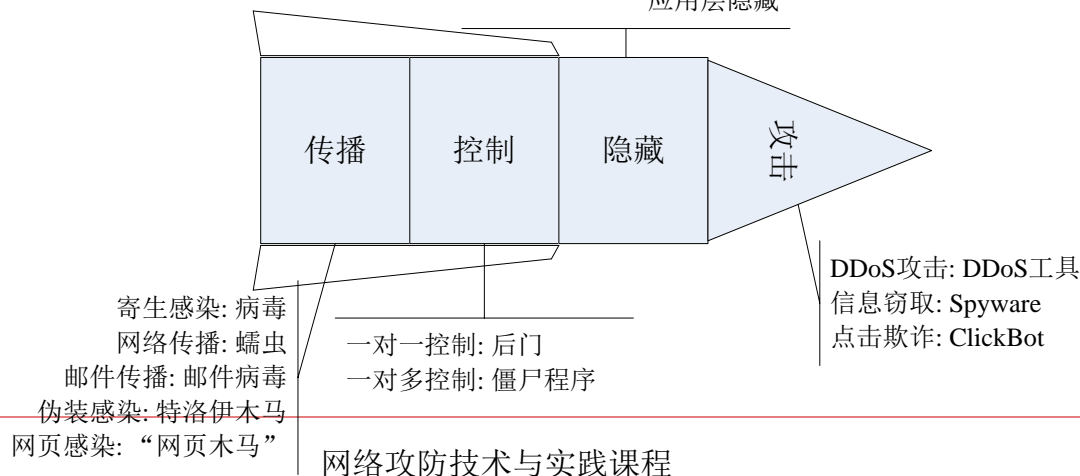 应用层隐藏
传播
控制
隐藏
攻击
DDoS攻击: DDoS工具
信息窃取: Spyware
点击欺诈: ClickBot
一对一控制: 后门
一对多控制: 僵尸程序
寄生感染: 病毒
网络传播: 蠕虫
邮件传播: 邮件病毒
伪装感染: 特洛伊木马
网页感染: “网页木马”
网络攻防技术与实践课程